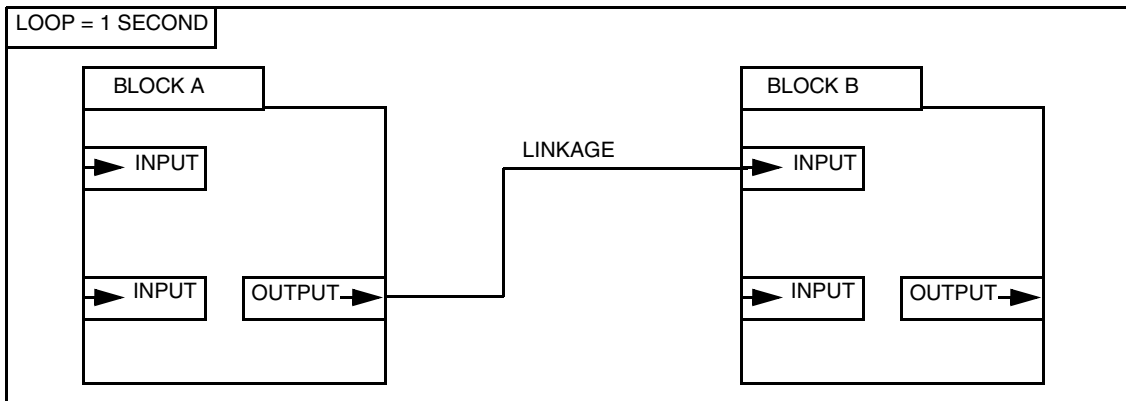 LOOP = 1 SECOND
BLOCK A
BLOCK B
LINKAGE
INPUT
INPUT
INPUT
OUTPUT
INPUT
OUTPUT